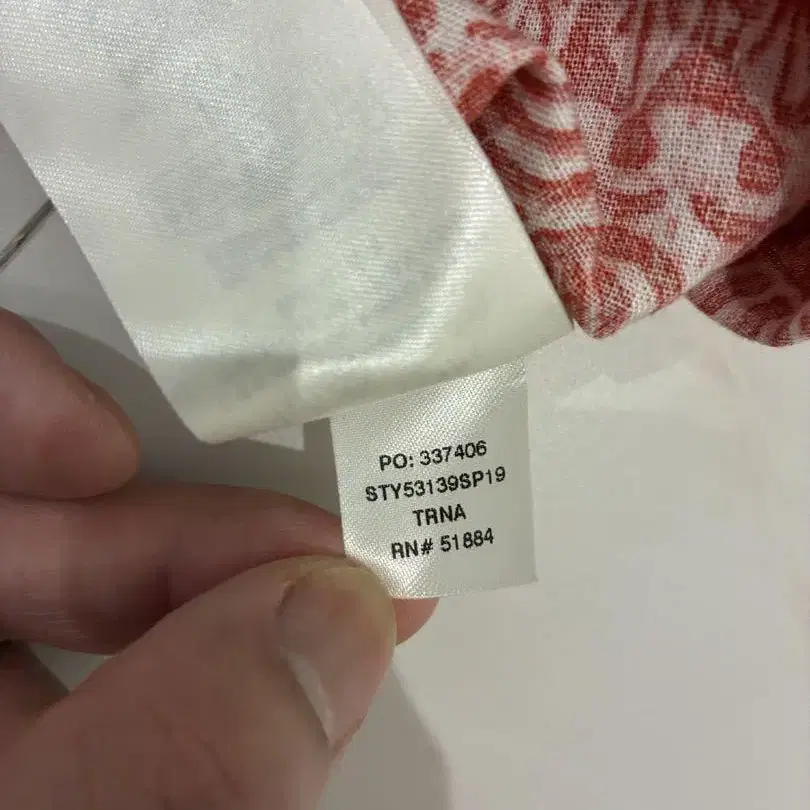 PO: 337406
STY53139SP19
TRNA
RN# 51884